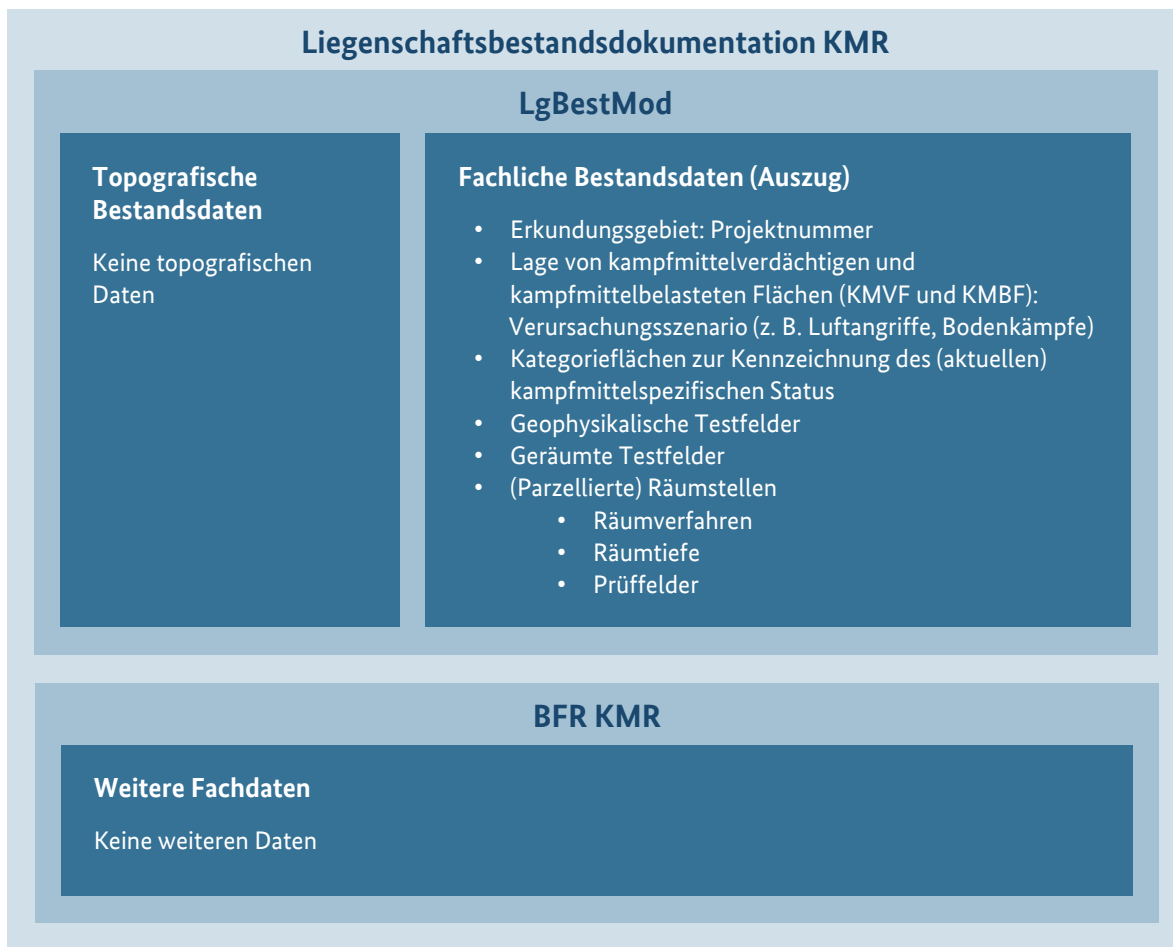 Liegenschaftsbestandsdokumentation KMR
LgBestMod
Topografische
Bestandsdaten
Keine topografischen
Daten
Fachliche Bestandsdaten (Auszug)
• Erkundungsgebiet: Projektnummer
• Lage von kampfmittelverdächtigen und
kampfmittelbelasteten Flächen (KMVF und KMBF):
Verursachungsszenario (z. B. Luftangriffe, Bodenkämpfe)
• Kategorieflächen zur Kennzeichnung des (aktuellen)
kampfmittelspezifischen Status
• Geophysikalische Testfelder
• Geräumte Testfelder
• (Parzellierte) Räumstellen
• Räumverfahren
• Räumtiefe
• Prüffelder
BFR KMR
Weitere Fachdaten
Keine weiteren Daten